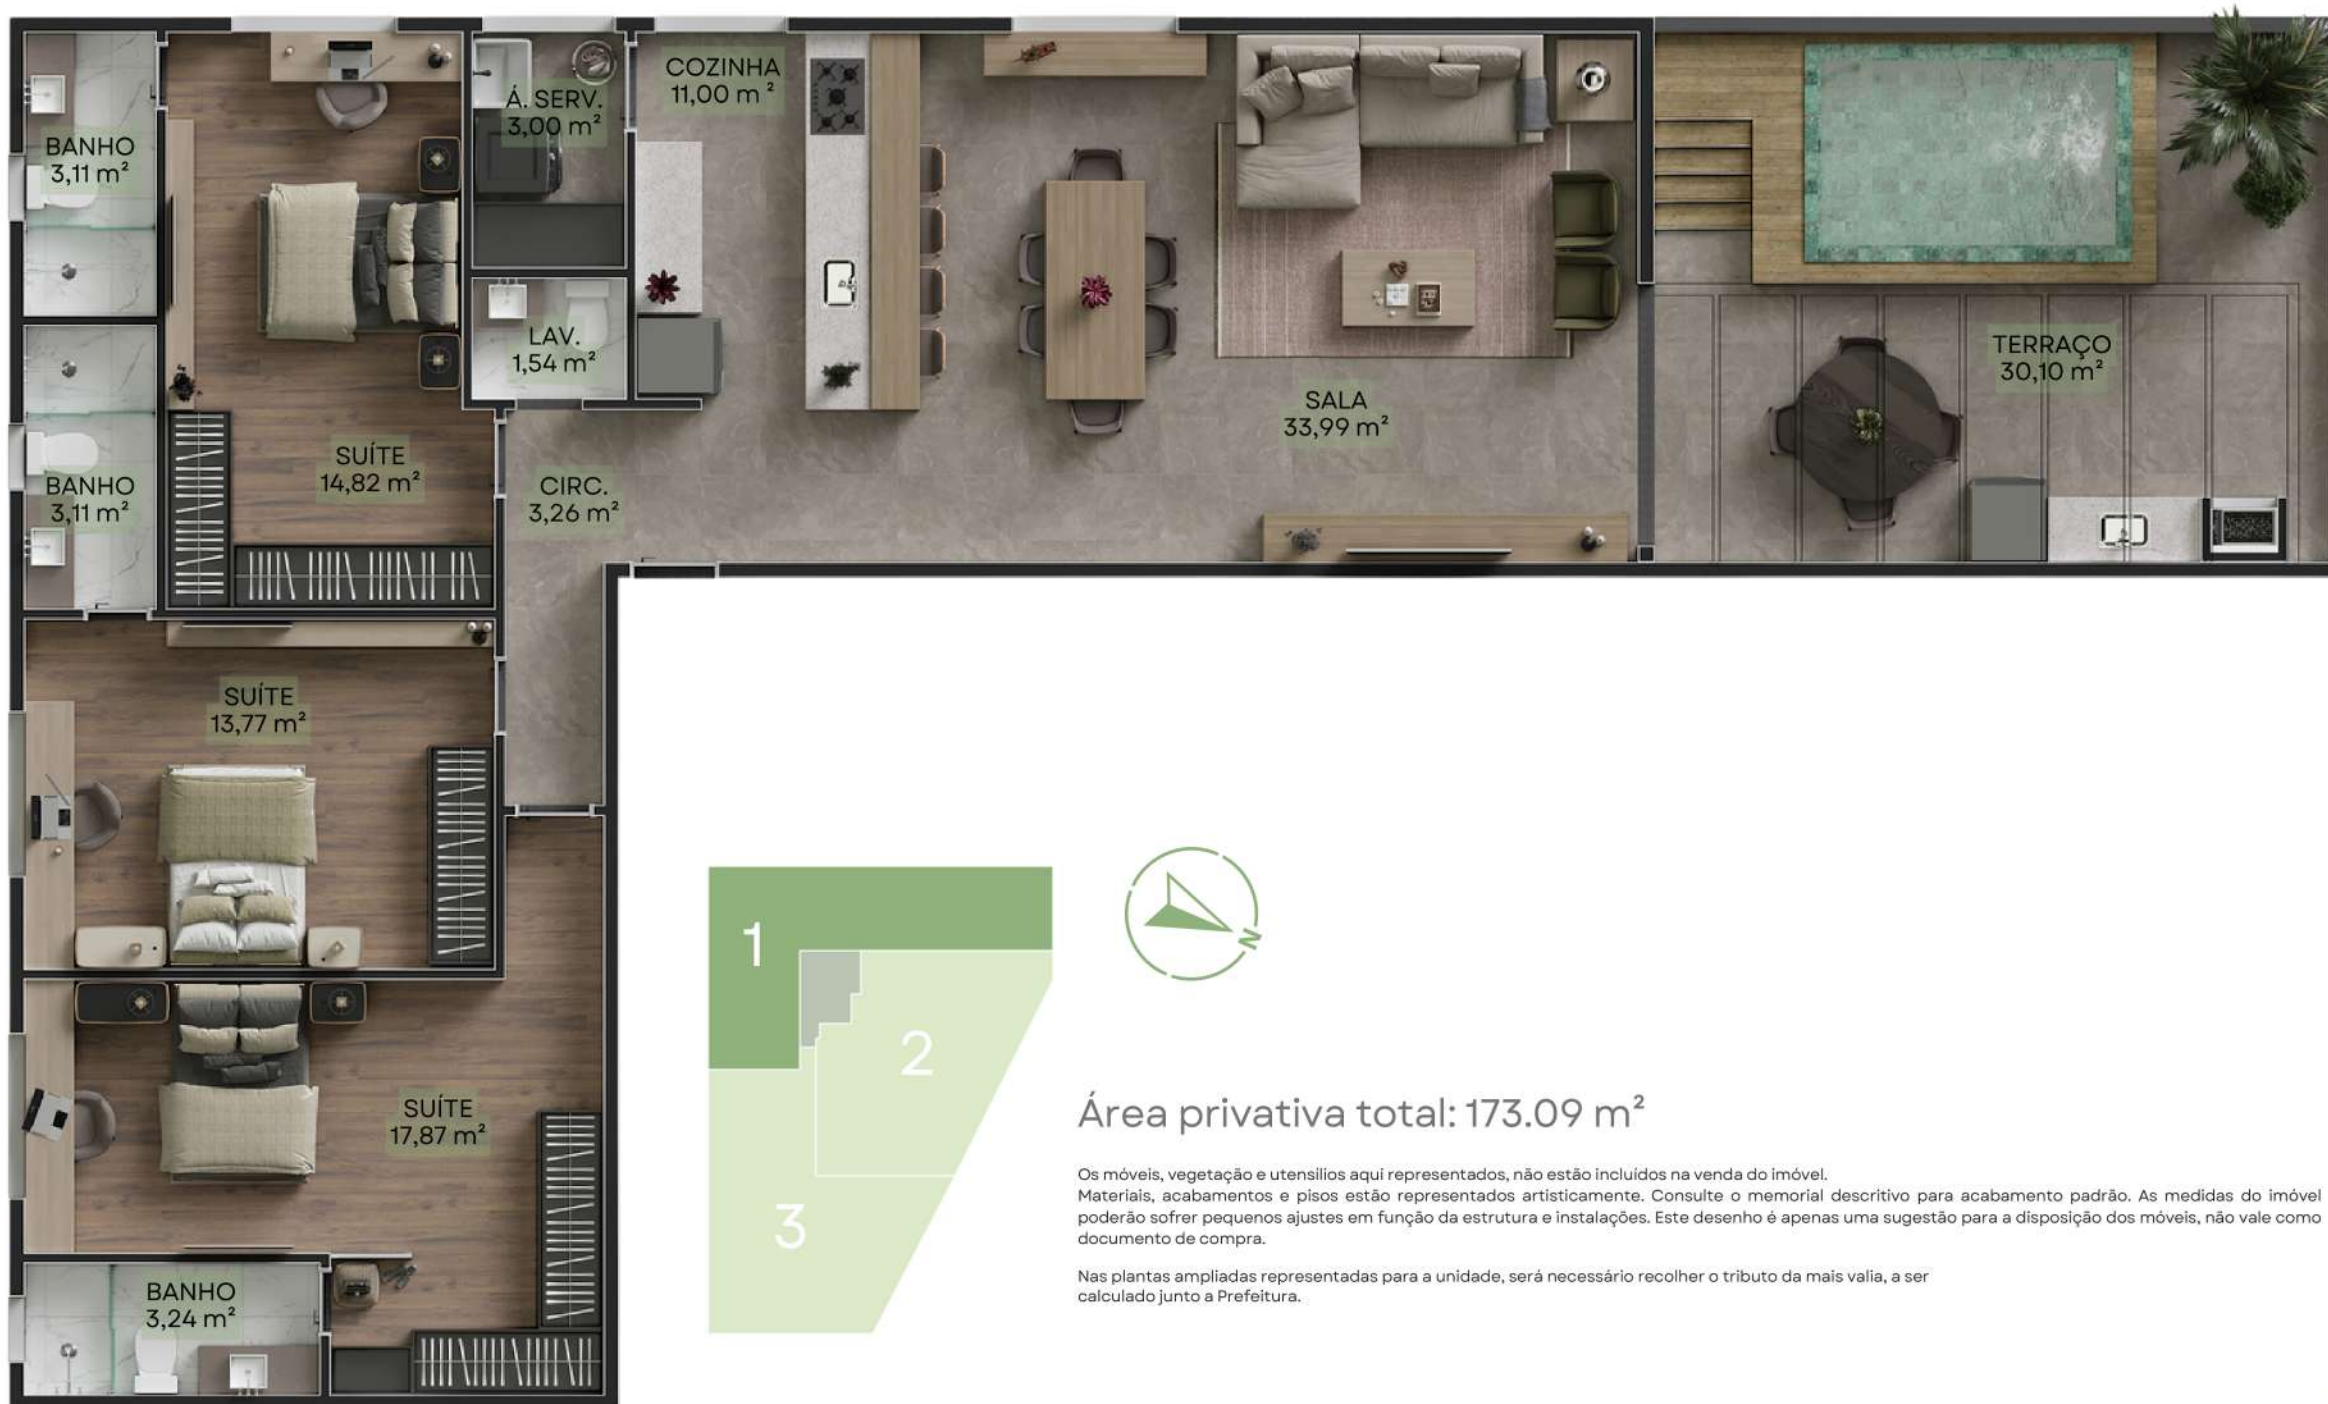 BANHO
3,11 m²
Á. SERV.
3,00 m²
COZINHA
11,00 m²
LAV.
1,54 m²
TERRAÇO
30,10 m²
SALA
33,99 m²
SUÍTE
14,82 m²
BANHO
3,11 m²
CIRC.
3,26 m²
SUÍTE
13,77 m²
1
2
3
N
SUÍTE
17,87 m²
BANHO
3,24 m²
Área privativa total: 173.09 m²
Os móveis, vegetação e utensilios aqui representados, não estão incluídos na venda do imóvel.
Materiais, acabamentos e pisos estão representados artisticamente. Consulte o memorial descritivo para acabamento padrão. As medidas do imóvel
poderão sofrer pequenos ajustes em função da estrutura e instalações. Este desenho é apenas uma sugestão para a disposição dos móveis, não vale como
documento de compra.
Nas plantas ampliadas representadas para a unidade, será necessário recolher o tributo da mais valia, a ser
calculado junto a Prefeitura.